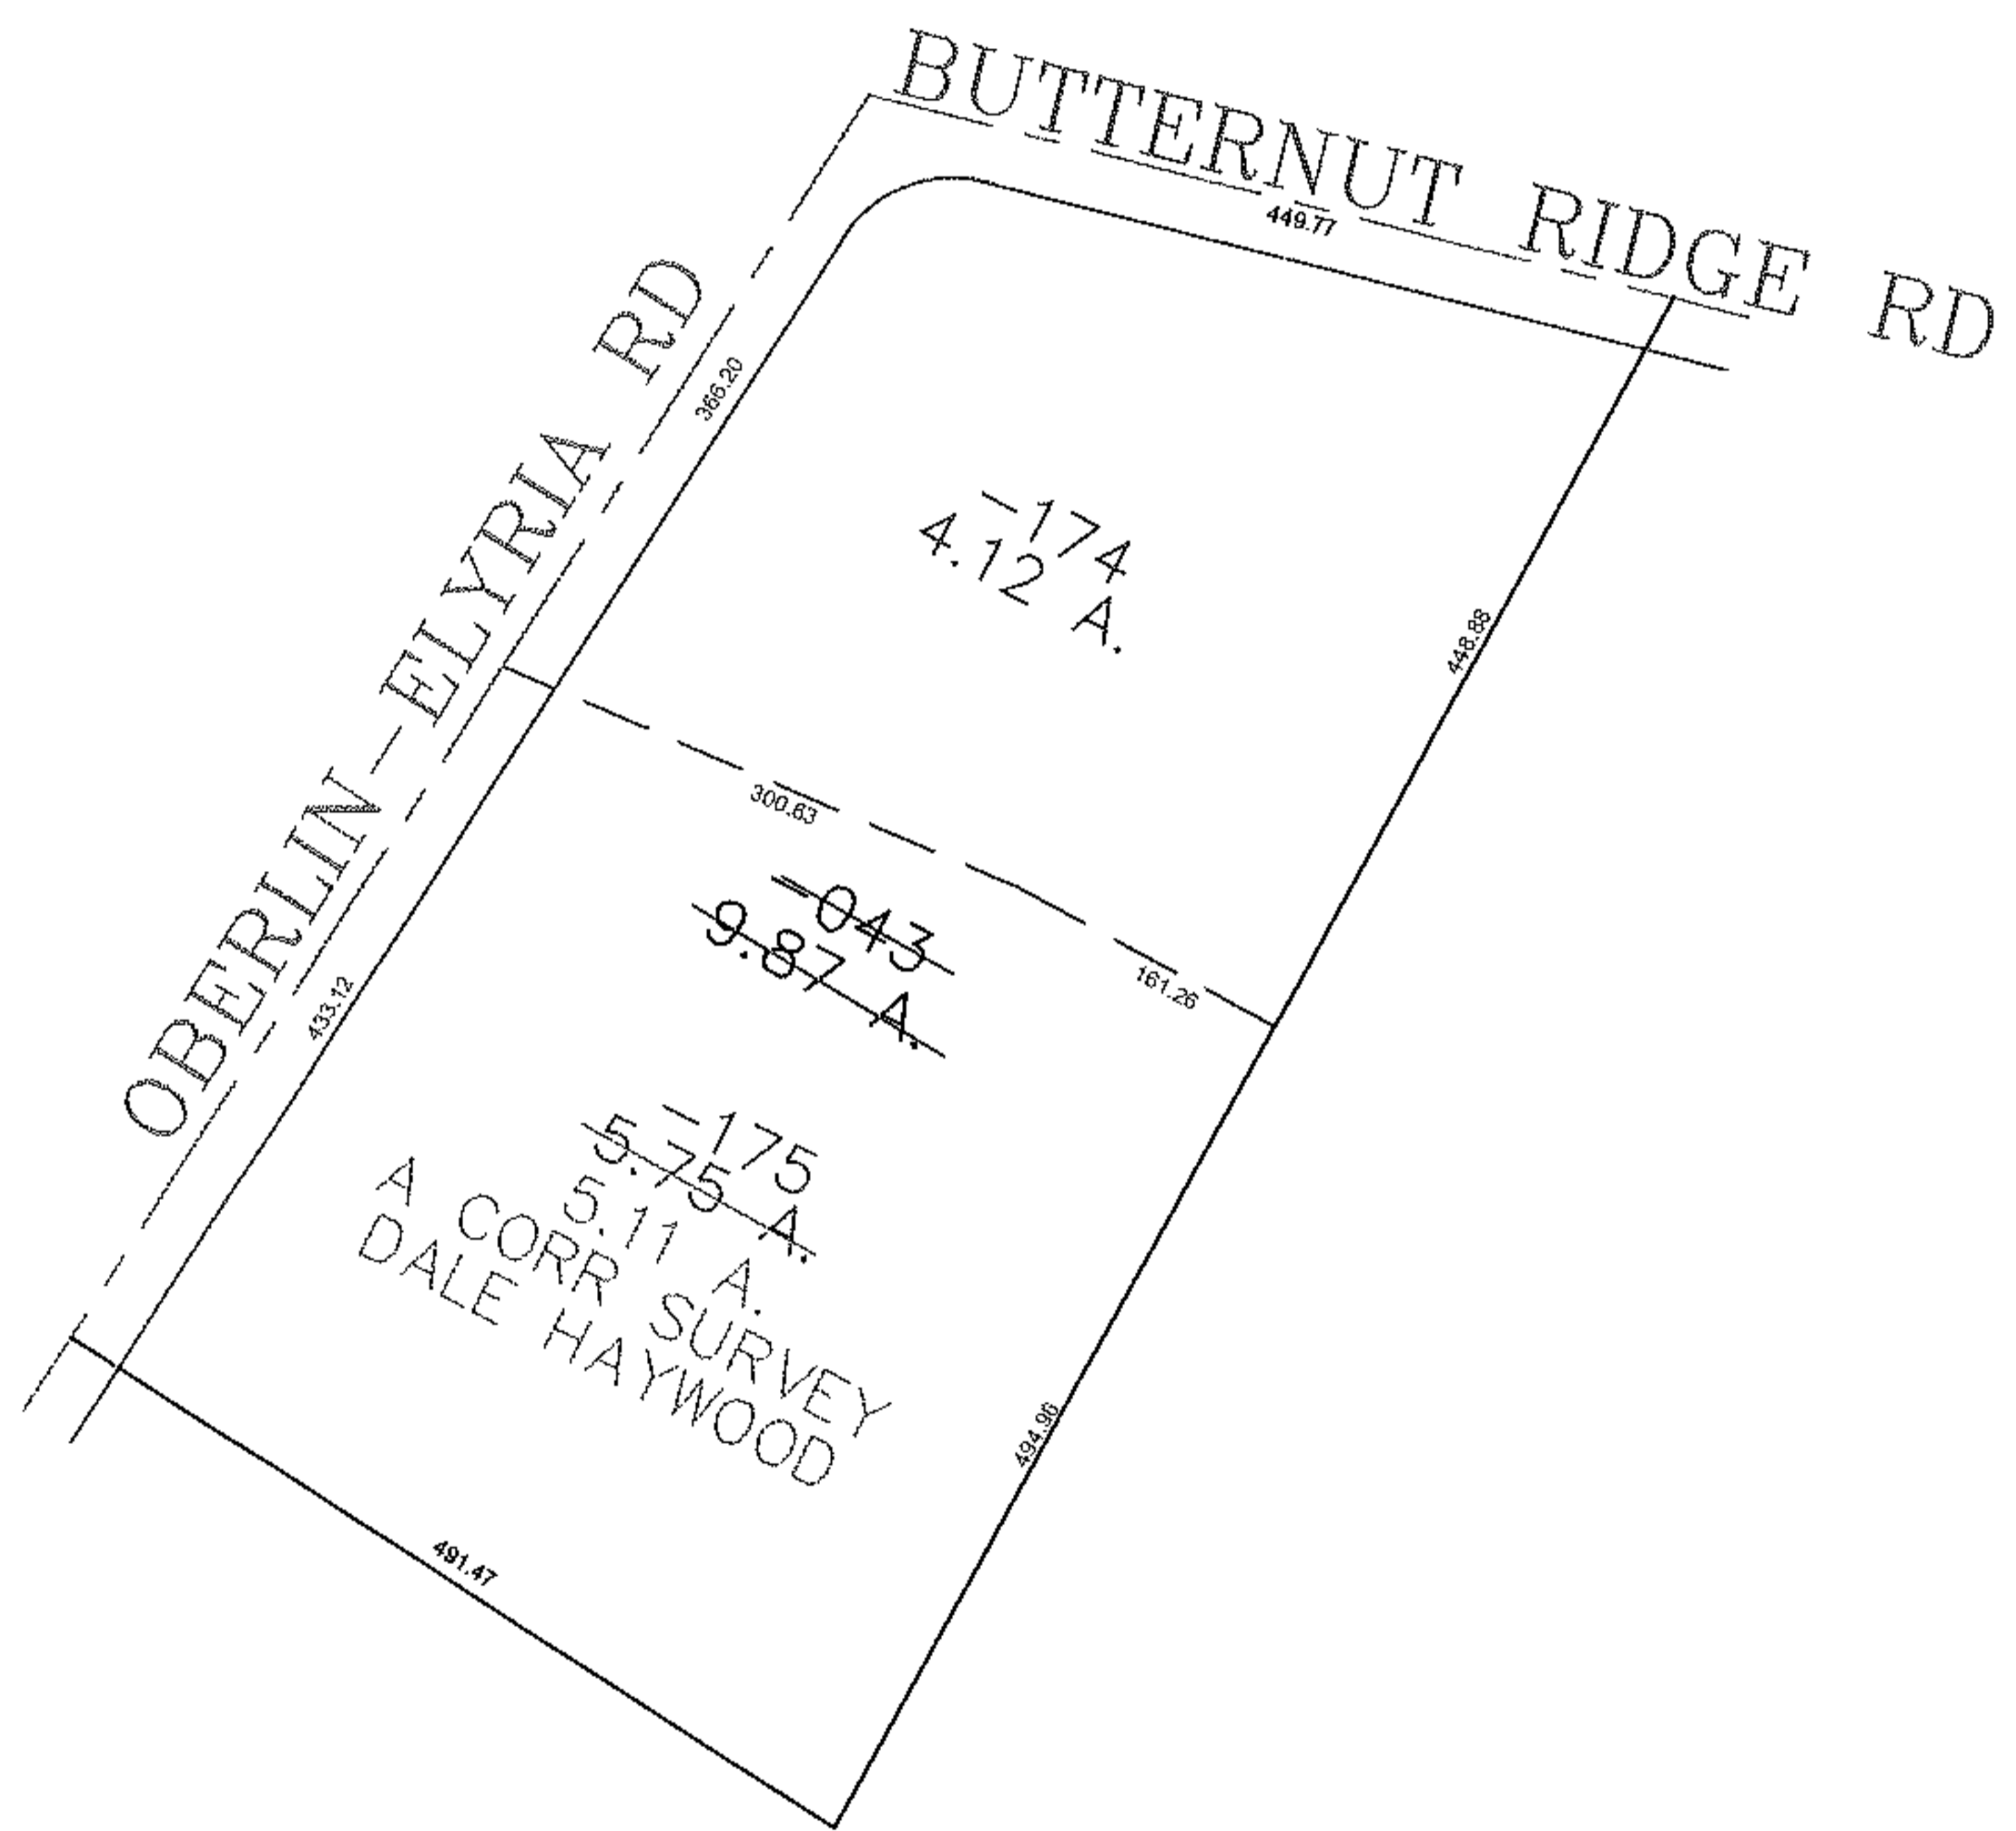 BUTTERNUT RIDGE RD
449.77
OBERLIN-ELYRIA RD
366.20
-174
4.12 A.
448.88
300.63
161.26
-043
9.87 A.
433.12
-175
5.75 A.
5.11 A.
A CORR SURVEY
DALE HAYWOOD
494.96
491.47